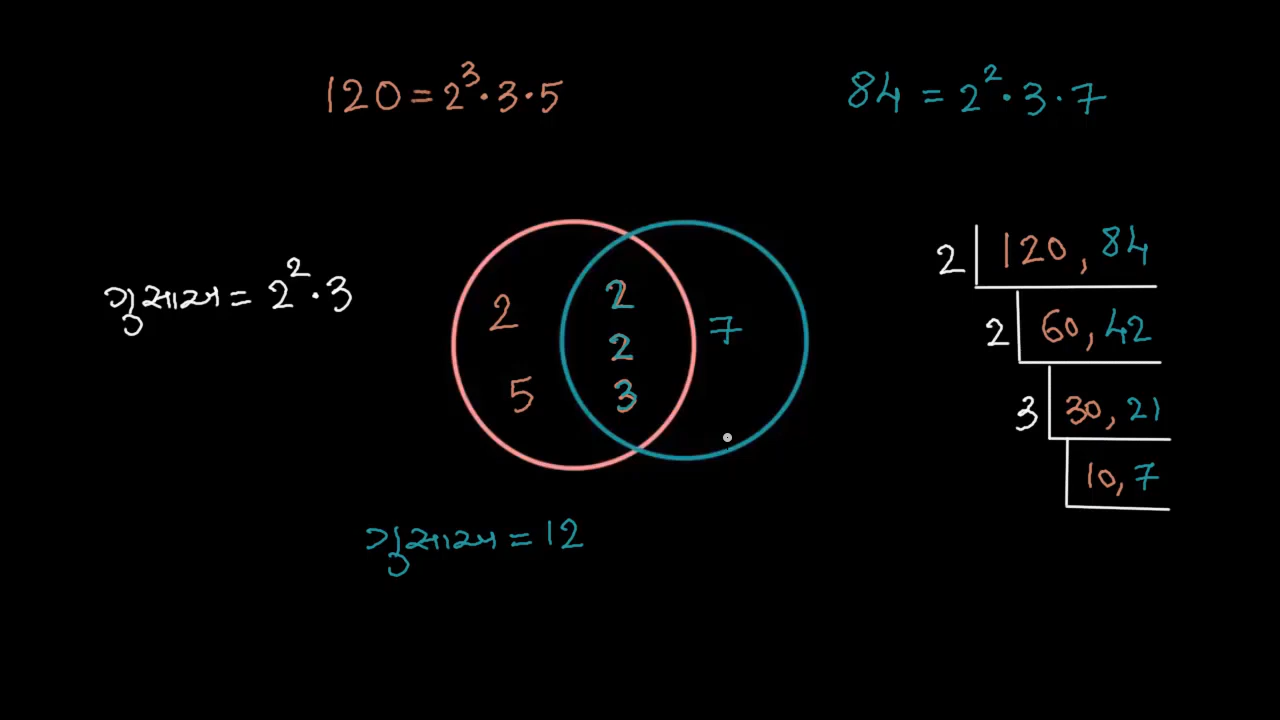 120 = 2³ · 3 · 5
84 = 2² · 3 · 7
ગુસાઅ = 2² · 3
2
5
2
2
3
7
2 120, 84
2 60, 42
3 30, 21
10, 7
ગુસાઅ = 12